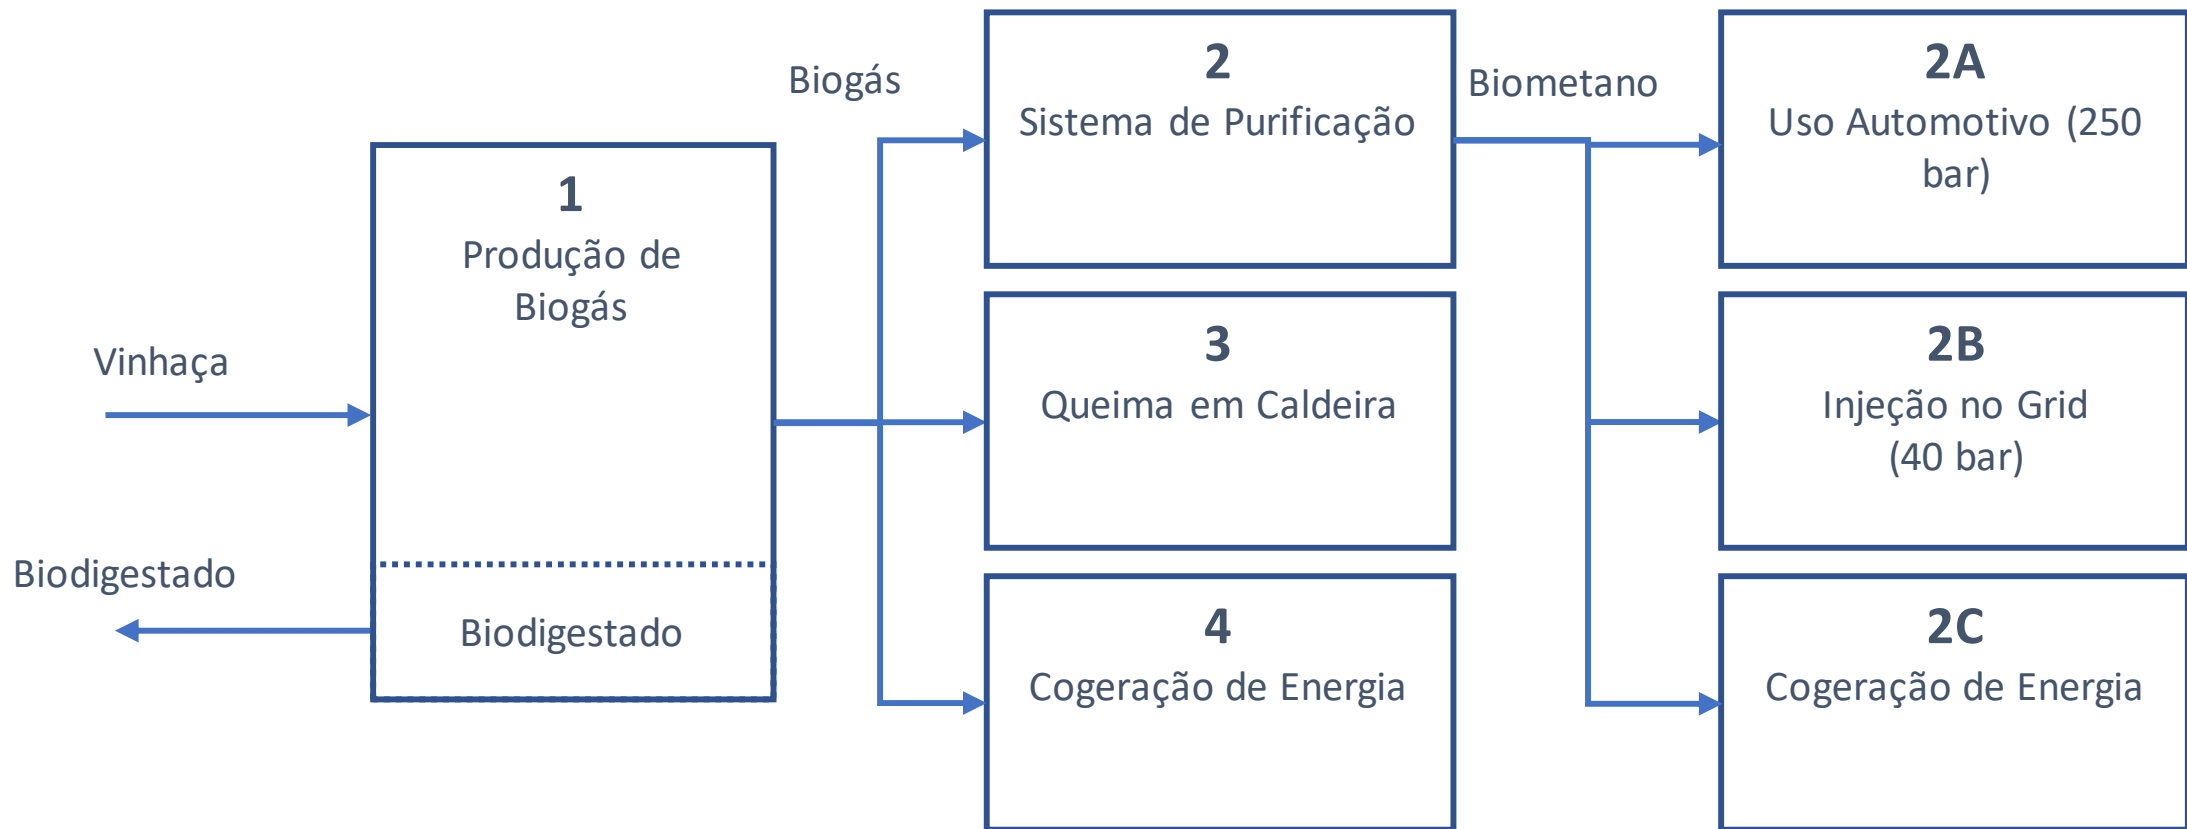 Vinhaça
Biodigestado
1
Produção de
Biogás
Biodigestado
Biogás
2
Sistema de Purificação
3
Queima em Caldeira
4
Cogeração de Energia
Biometano
2A
Uso Automotivo (250
bar)
2B
Injeção no Grid
(40 bar)
2C
Cogeração de Energia